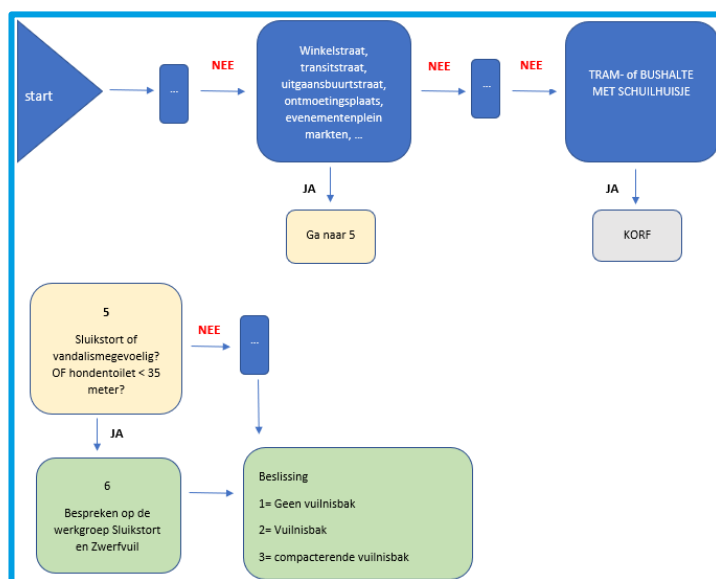 start
...
NEE
Winkelstraat,
transitstraat,
uitgaansbuurtstraat,
ontmoetingsplaats,
evenementenplein
markten, ...
NEE
...
NEE
TRAM- of BUSHALTE
MET SCHUILHUISJE
JA
Ga naar 5
JA
KORF
5
Sluikstort of
vandalismegevoelig?
OF hondentoilet < 35
meter?
NEE
...
JA
6
Bespreken op de
werkgroep Sluikstort
en Zwerfvuil
Beslissing
1= Geen vuilnisbak
2= Vuilnisbak
3= compacterende vuilnisbak